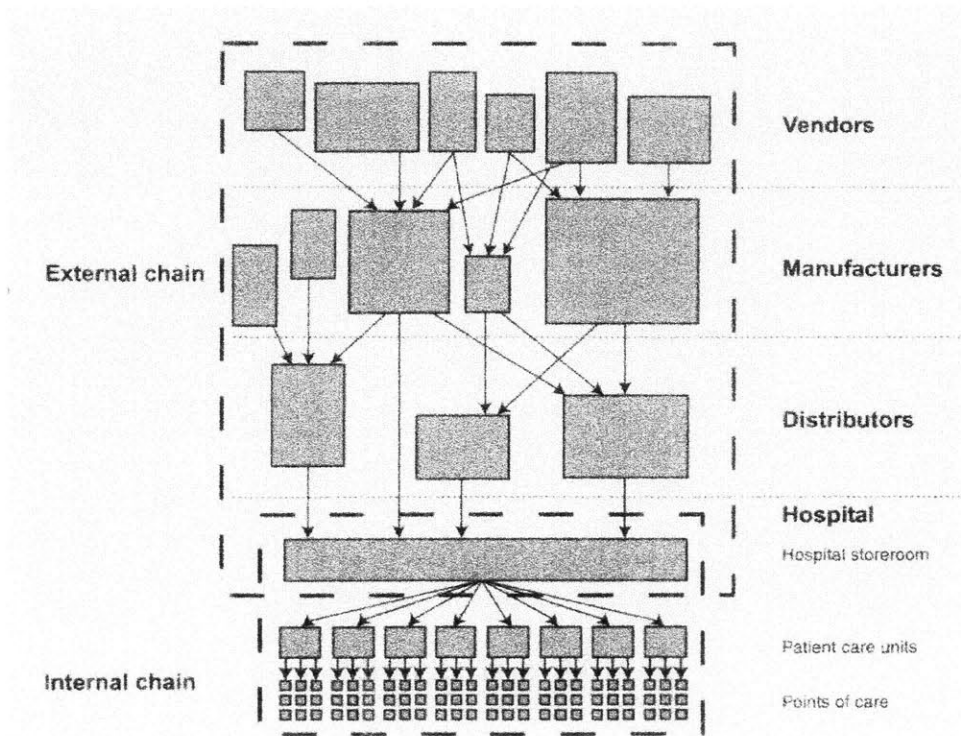 Vendors
External chain
Manufacturers
Distributors
Hospital
Hospital storeroom
Patient care units
Internal chain
Points of care